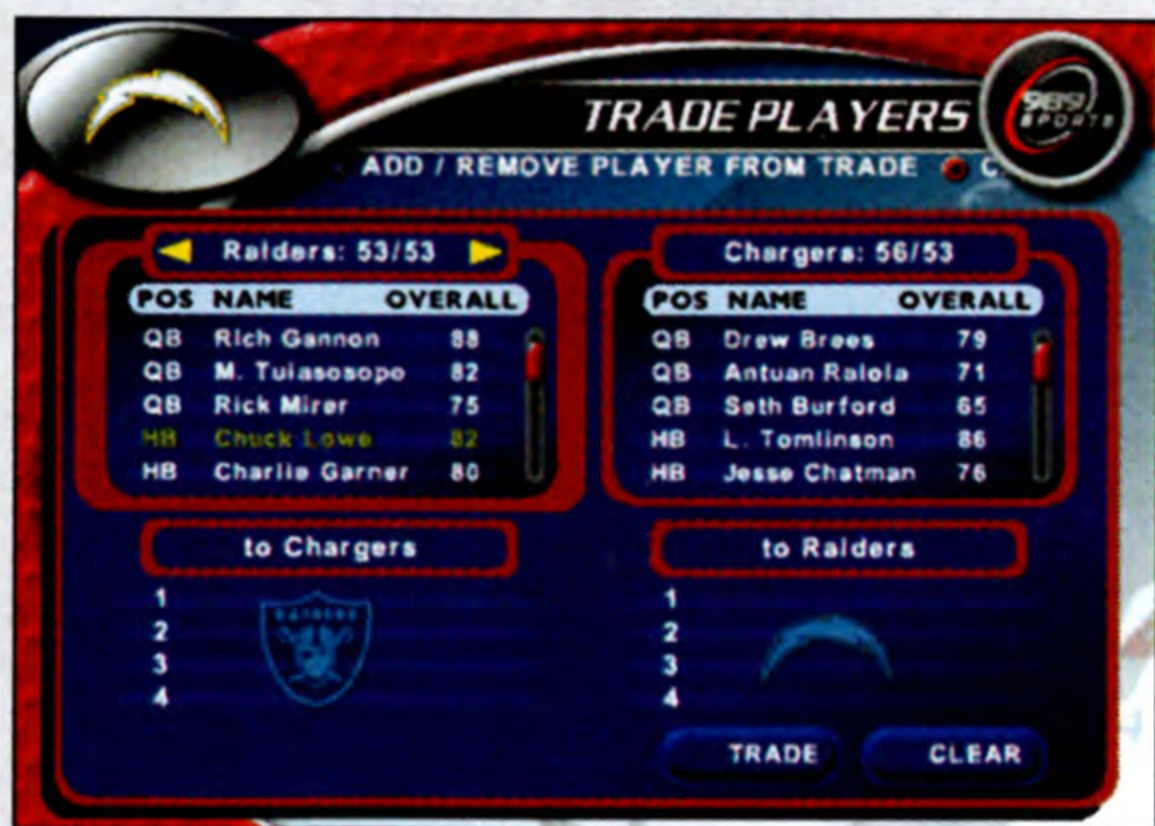 TRADE PLAYERS
989 SPORTS
ADD / REMOVE PLAYER FROM TRADE
Raiders: 53/53
POS NAME OVERALL
QB Rich Gannon 88
QB M. Tuiasosopo 82
QB Rick Mirer 75
HB Chuck Lowe 82
HB Charlie Garner 80
Chargers: 56/53
POS NAME OVERALL
QB Drew Brees 79
QB Antuan Raiola 71
QB Seth Burford 65
HB L. Tomlinson 86
HB Jesse Chatman 76
to Chargers
1
RAIDERS
2
3
4
to Raiders
1
2
3
4
TRADE
CLEAR